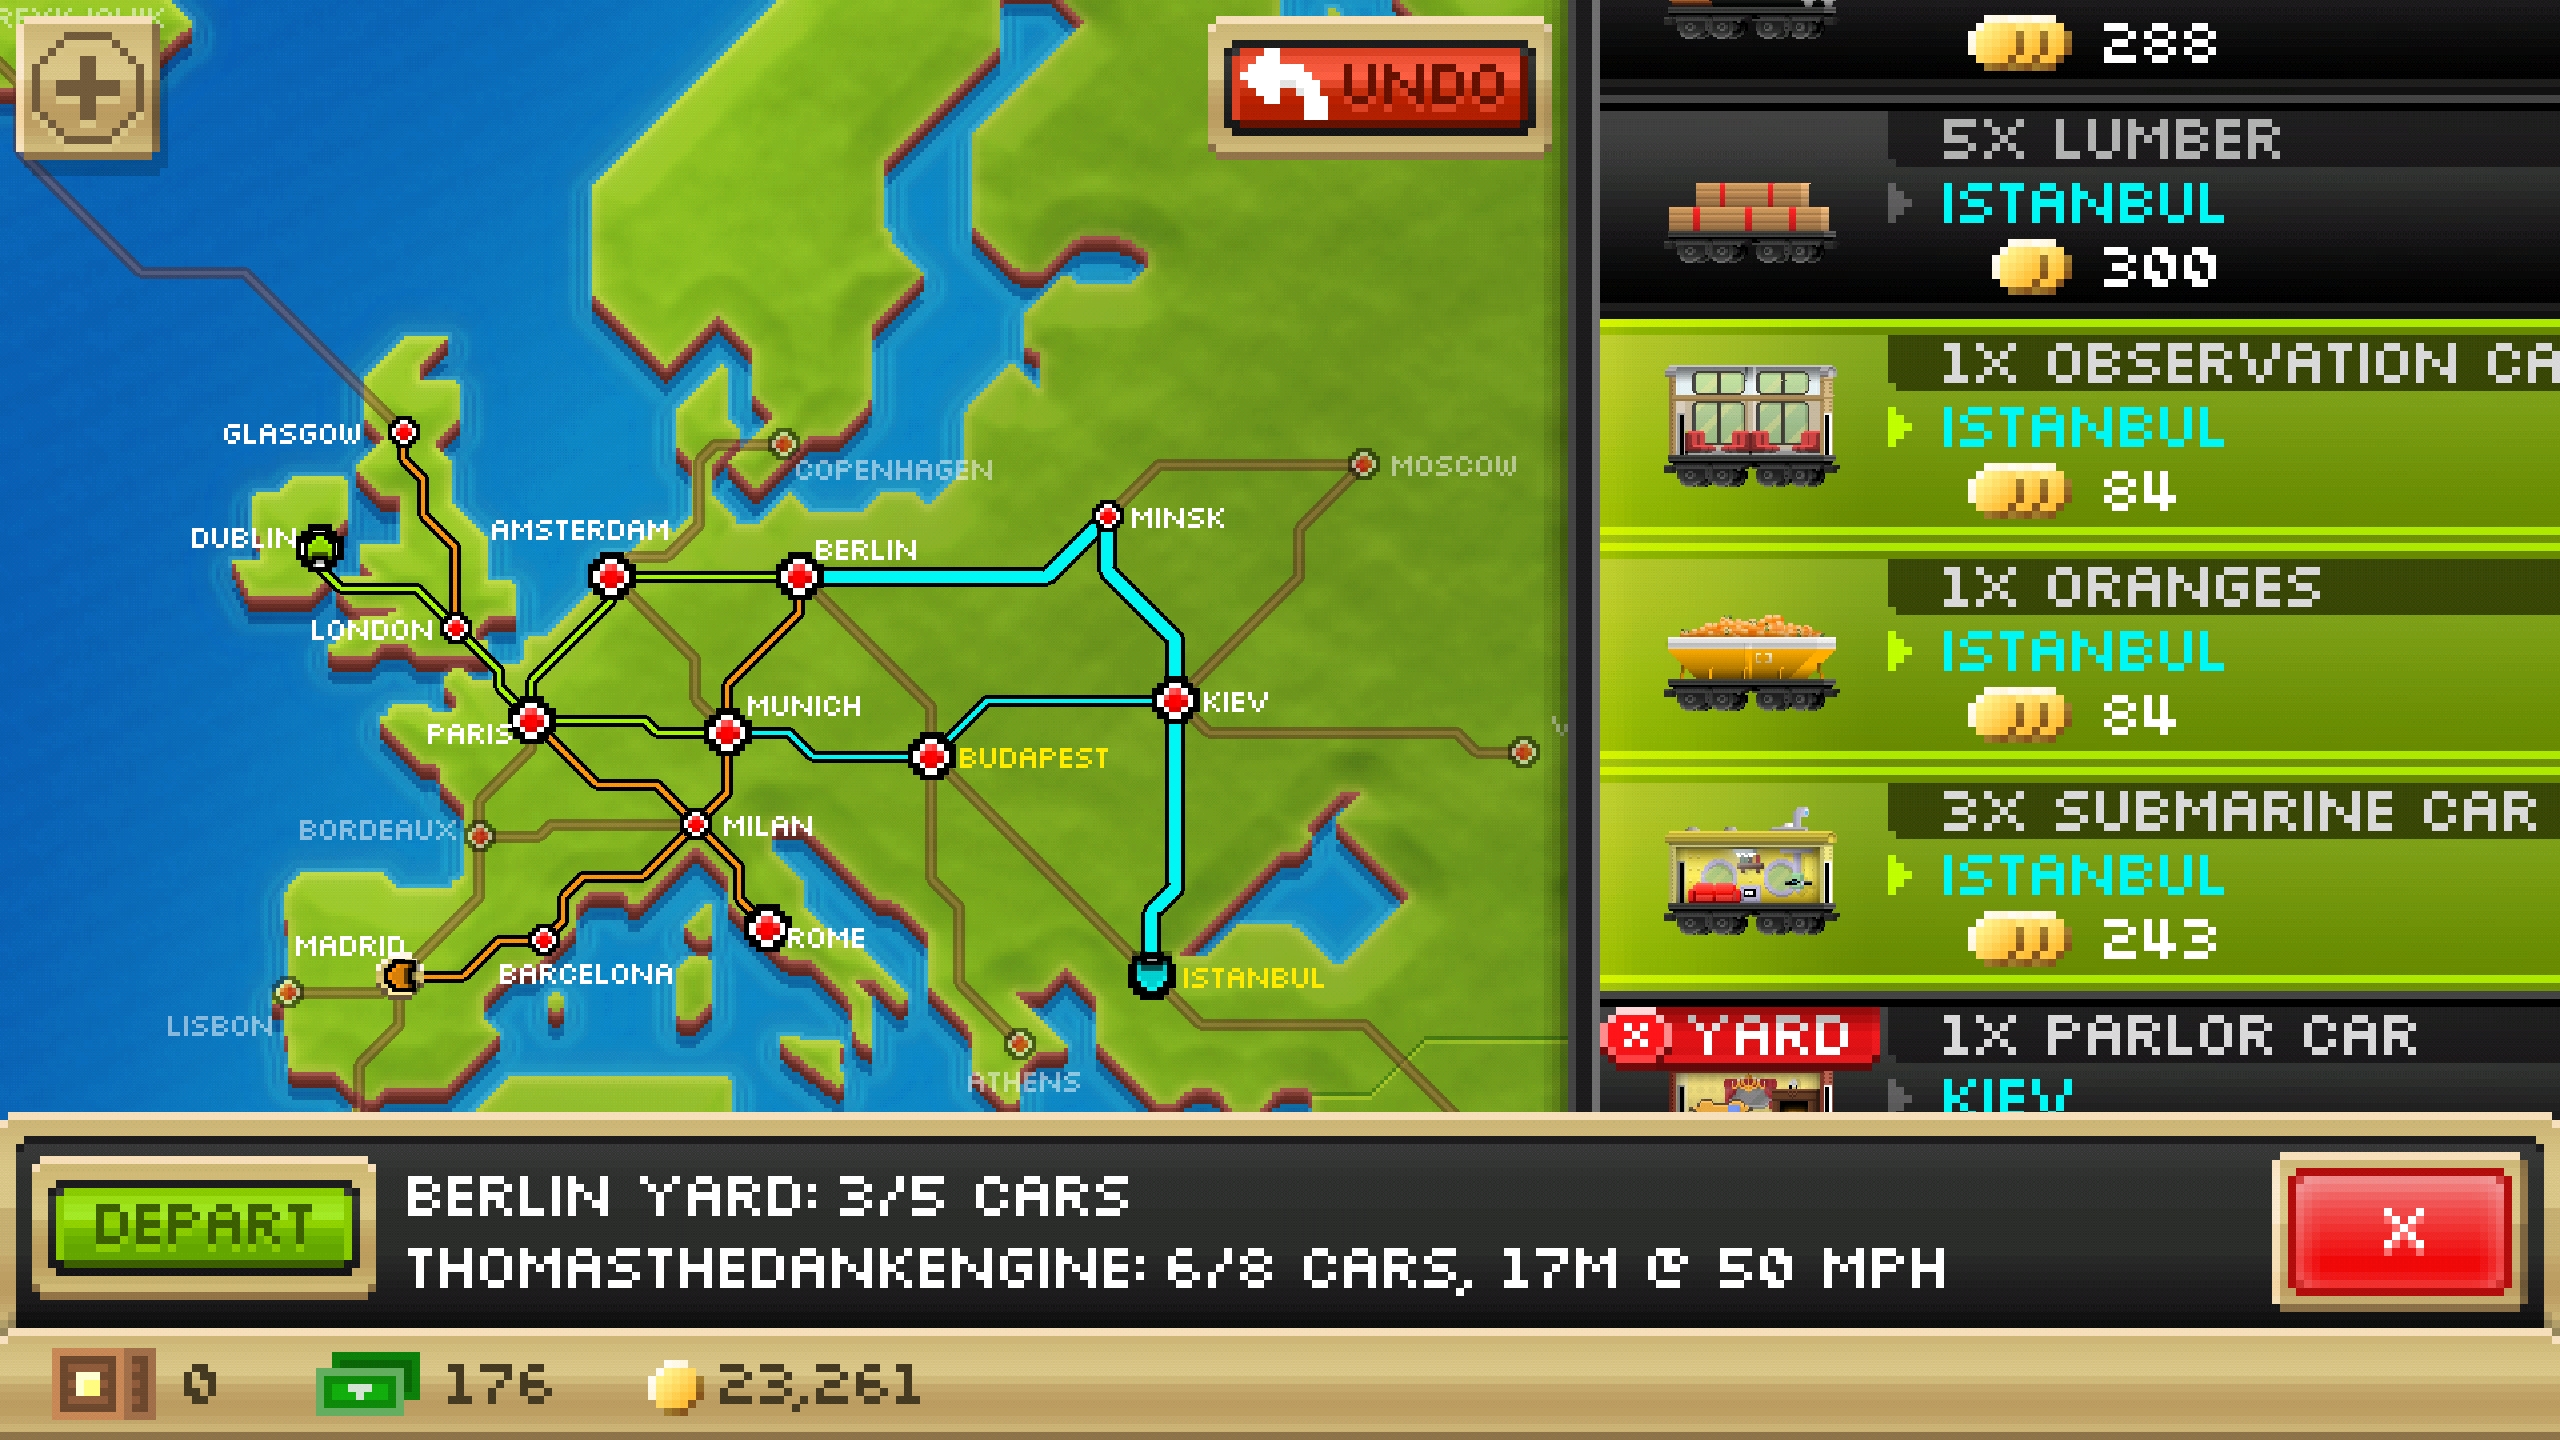 REYKJAVIK
UNDO
GLASGOW
COPENHAGEN
MOSCOW
DUBLIN
AMSTERDAM
BERLIN
MINSK
LONDON
MUNICH
KIEV
PARIS
BUDAPEST
BORDEAUX
MILAN
MADRID
ROME
BARCELONA
ISTANBUL
LISBON
ATHENS
288
5X LUMBER
ISTANBUL
300
1X OBSERVATION CA
ISTANBUL
84
1X ORANGES
ISTANBUL
84
3X SUBMARINE CAR
ISTANBUL
243
X YARD
1X PARLOR CAR
KIEV
DEPART
BERLIN YARD: 3/5 CARS
THOMASTHEDANKENGINE: 6/8 CARS, 17M @ 50 MPH
X
0
176
23,261